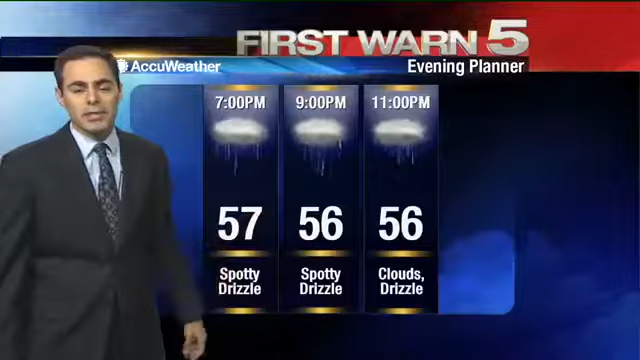 FIRST WARN 5
AccuWeather
Evening Planner
7:00PM 9:00PM 11:00PM
57 56 56
Spotty Spotty Clouds,
Drizzle Drizzle Drizzle